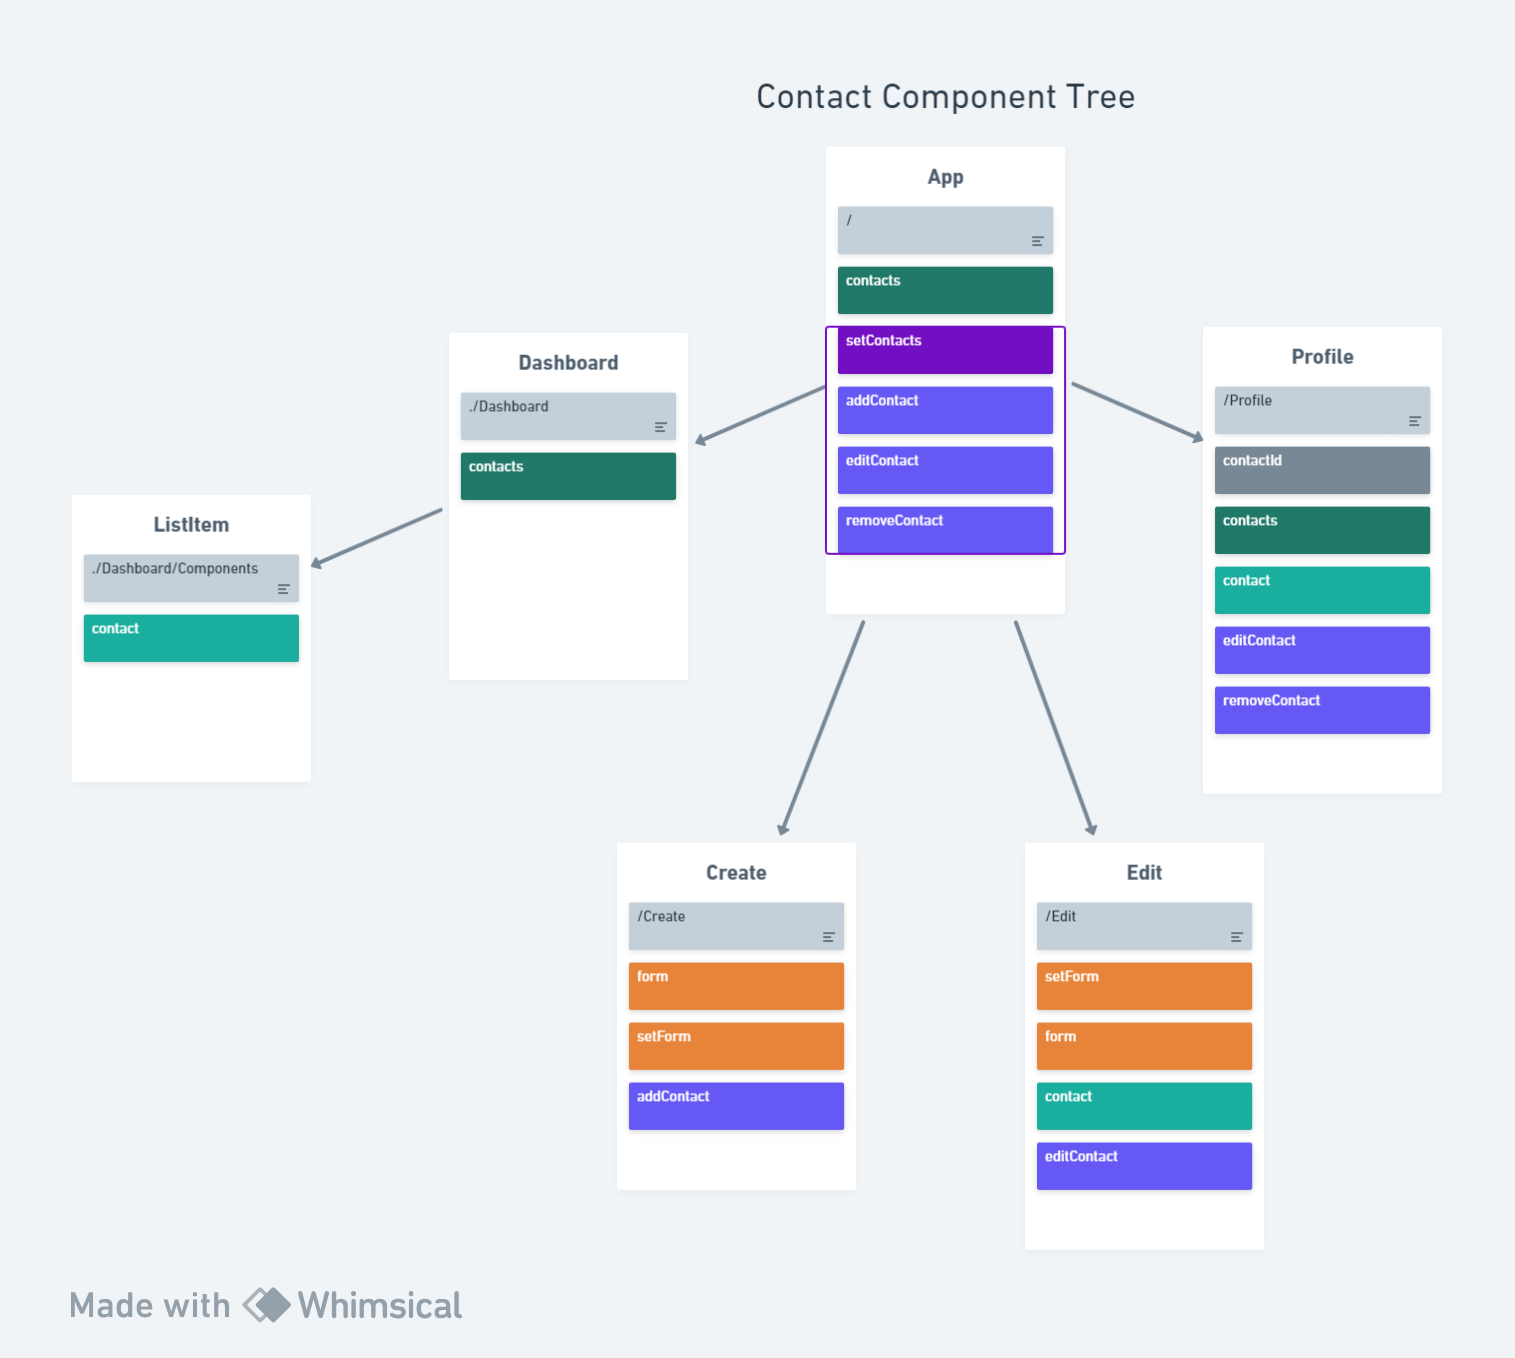 Contact Component Tree
App
/
contacts
setContacts
addContact
editContact
removeContact
Dashboard
./Dashboard
contacts
ListItem
./Dashboard/Components
contact
Profile
/Profile
contactId
contacts
contact
editContact
removeContact
Create
/Create
form
setForm
addContact
Edit
/Edit
setForm
form
contact
editContact
Made with Whimsical